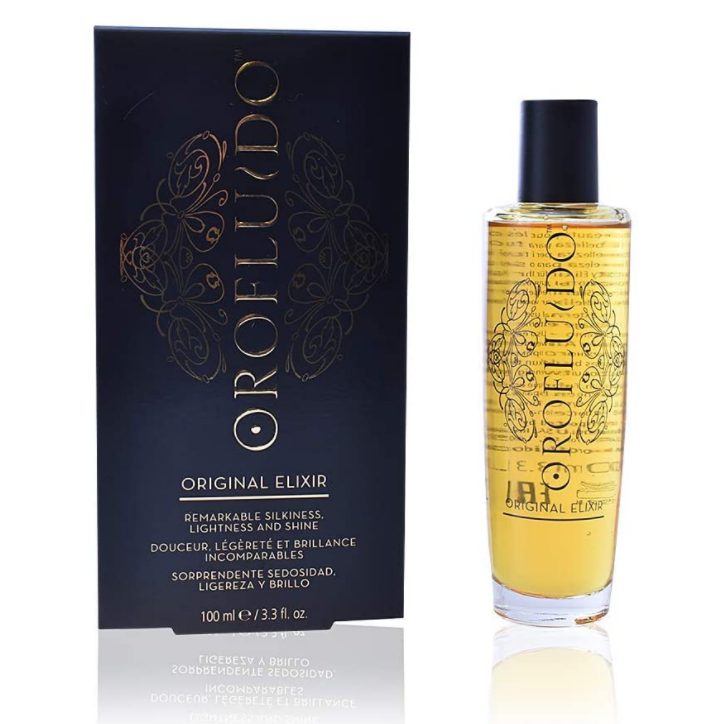 OROFLUIDO™
ORIGINAL ELIXIR
REMARKABLE SILKINESS,
LIGHTNESS AND SHINE
DOUCEUR, LÉGÈRETÉ ET BRILLANCE
INCOMPARABLES
SORPRENDENTE SEDOSIDAD,
LIGEREZA Y BRILLO
100 ml ℮ / 3.3 fl. oz.
OROFLUIDO
ORIGINAL ELIXIR